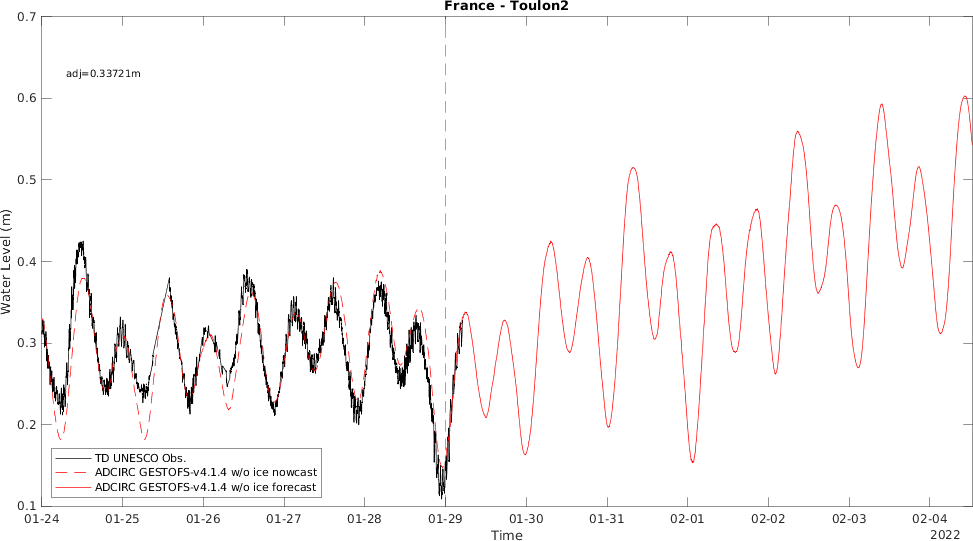 France - Toulon2
adj=0.33721m
Water Level (m)
0.7
0.6
0.5
0.4
0.3
0.2
0.1
TD UNESCO Obs.
ADCIRC GESTOFS-v4.1.4 w/o ice nowcast
ADCIRC GESTOFS-v4.1.4 w/o ice forecast
01-24 01-25 01-26 01-27 01-28 01-29 01-30 01-31 02-01 02-02 02-03 02-04
Time
2022